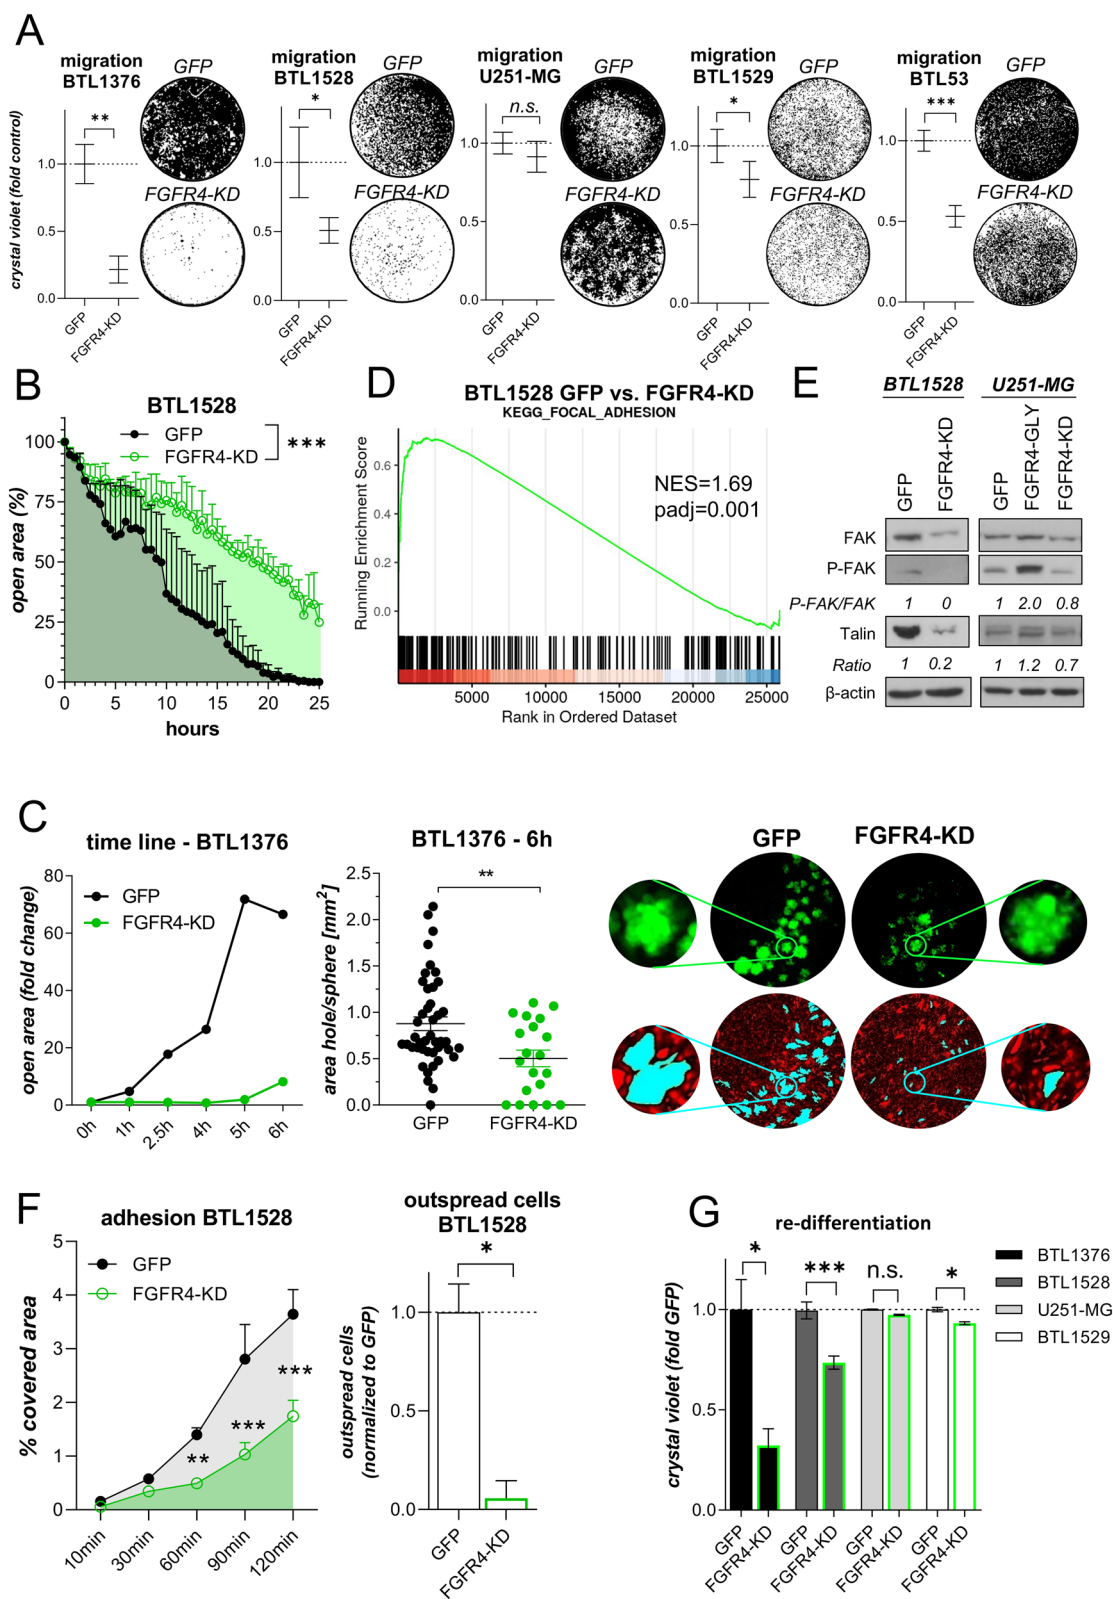 A
migration
BTL1376
GFP
FGFR4-KD
**
crystal violet (fold control)
1.0
0.5
0.0
GFP
FGFR4-KD
migration
BTL1528
GFP
FGFR4-KD
*
1.0
0.5
0.0
GFP
FGFR4-KD
migration
U251-MG
GFP
FGFR4-KD
n.s.
1.0
0.5
0.0
GFP
FGFR4-KD
migration
BTL1529
GFP
FGFR4-KD
*
1.0
0.5
0.0
GFP
FGFR4-KD
migration
BTL53
GFP
FGFR4-KD
***
1.0
0.5
0.0
GFP
FGFR4-KD
B
BTL1528
GFP
FGFR4-KD
***
open area (%)
100
75
50
25
0
0 5 10 15 20 25
hours
D
BTL1528 GFP vs. FGFR4-KD
KEGG_FOCAL_ADHESION
Running Enrichment Score
0.6
0.4
0.2
0.0
NES=1.69
padj=0.001
5000 10000 15000 20000 25000
Rank in Ordered Dataset
E
BTL1528 U251-MG
GFP FGFR4-KD GFP FGFR4-GLY FGFR4-KD
FAK
P-FAK
P-FAK/FAK 1 0 1 2.0 0.8
Talin
Ratio 1 0.2 1 1.2 0.7
β-actin
C
time line - BTL1376
GFP
FGFR4-KD
open area (fold change)
80
60
40
20
0
0h 1h 2.5h 4h 5h 6h
BTL1376 - 6h
**
area hole/sphere [mm2]
2.5
2.0
1.5
1.0
0.5
0.0
GFP FGFR4-KD
GFP FGFR4-KD
F
adhesion BTL1528
GFP
FGFR4-KD
% covered area
5
4
3
2
1
0
**
***
***
10min 30min 60min 90min 120min
outspread cells
BTL1528
*
outspread cells
(normalized to GFP)
1.0
0.5
0.0
GFP
FGFR4-KD
G
re-differentiation
crystal violet (fold GFP)
1.0
0.5
0.0
*
***
n.s.
*
GFP
FGFR4-KD
GFP
FGFR4-KD
GFP
FGFR4-KD
GFP
FGFR4-KD
BTL1376
BTL1528
U251-MG
BTL1529